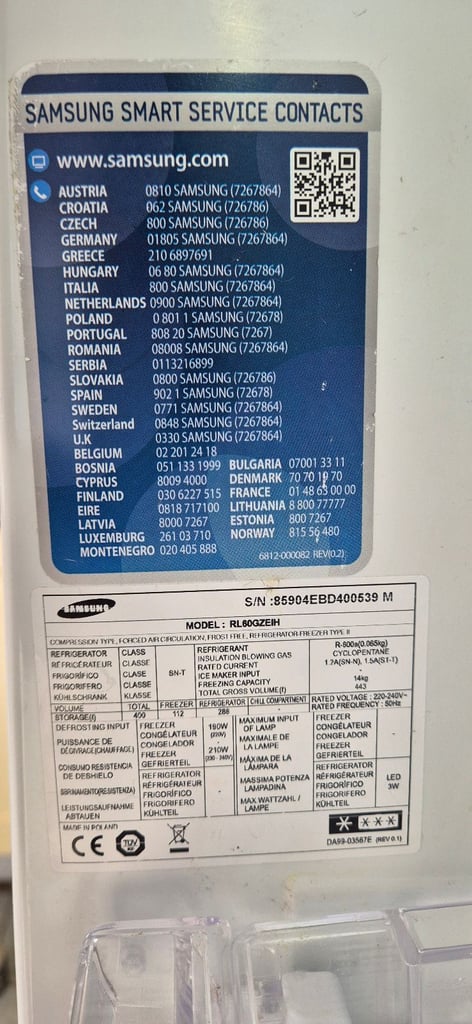 SAMSUNG SMART SERVICE CONTACTS
www.samsung.com
AUSTRIA 0810 SAMSUNG (7267864)
CROATIA 062 SAMSUNG (726786)
CZECH 800 SAMSUNG (726786)
GERMANY 01805 SAMSUNG (7267864)
GREECE 210 6897691
HUNGARY 06 80 SAMSUNG (7267864)
ITALIA 800 SAMSUNG (7267864)
NETHERLANDS 0900 SAMSUNG (7267864)
POLAND 0 801 1 SAMSUNG (72678)
PORTUGAL 808 20 SAMSUNG (7267)
ROMANIA 08008 SAMSUNG (7267864)
SERBIA 0113216899
SLOVAKIA 0800 SAMSUNG (726786)
SPAIN 902 1 SAMSUNG (72678)
SWEDEN 0771 SAMSUNG (7267864)
Switzerland 0848 SAMSUNG (7267864)
U.K 0330 SAMSUNG (7267864)
BELGIUM 02 201 24 18
BOSNIA 051 133 1999 BULGARIA 07001 33 11
CYPRUS 8009 4000 DENMARK 70 70 19 70
FINLAND 030 6227 515 FRANCE 01 48 63 00 00
EIRE 0818 717100 LITHUANIA 8 800 77777
LATVIA 8000 7267 ESTONIA 800 7267
LUXEMBURG 261 03 710 NORWAY 815 56 480
MONTENEGRO 020 405 888 6812-000082 REV(0.2)
SAMSUNG S/N :85904EBD400539 M
MODEL : RL60GZEIH
COMPRESSION TYPE, FORCED AIR CIRCULATION, FROST FREE, REFRIGERATOR-FREEZER TYPE II
REFRIGERATOR CLASS REFRIGERANT R-600a(0.065kg)
RÉFRIGÉRATEUR CLASSE INSULATION BLOWING GAS CYCLOPENTANE
FRIGORÍFICO CLASE SN-T RATED CURRENT 1.2A(SN-N), 1.5A(ST-T)
FRIGORIFERO CLASSE ICE MAKER INPUT -
KÜHLSCHRANK KLASSE FREEZING CAPACITY 14kg
TOTAL GROSS VOLUME(ℓ) 443
VOLUME TOTAL FREEZER REFRIGERATOR CHILL COMPARTMENT RATED VOLTAGE : 220-240V~
STORAGE(ℓ) 400 112 288 - RATED FREQUENCY : 50Hz
DEFROSTING INPUT FREEZER 190W MAXIMUM INPUT FREEZER
CONGÉLATEUR (220V) OF LAMP CONGÉLATEUR
PUISSANCE DE CONGELADOR MAXIMALE DE CONGELADOR -
DÉGIVRAGE(CHAUFFAGE) FREEZER 210W LA LAMPE FREEZER
GEFRIERTEIL (230 - 240V) GEFRIERTEIL
CONSUMO RESISTENCIA MÁXIMA DE LA
DE DESHIELO REFRIGERATOR LÁMPARA REFRIGERATOR
RÉFRIGÉRATEUR RÉFRIGÉRATEUR LED
SBRINAMENTO(RESISTENZA) FRIGORÍFICO - MASSIMA POTENZA FRIGORÍFICO 3W
FRIGORIFERO LAMPADINA FRIGORIFERO
LEISTUNGSAUFNAHME KÜHLTEIL MAX WATTZAHL / KÜHLTEIL
ABTAUEN LAMPE
MADE IN POLAND
CE TÜV
DA99-03567E (REV 0.1)